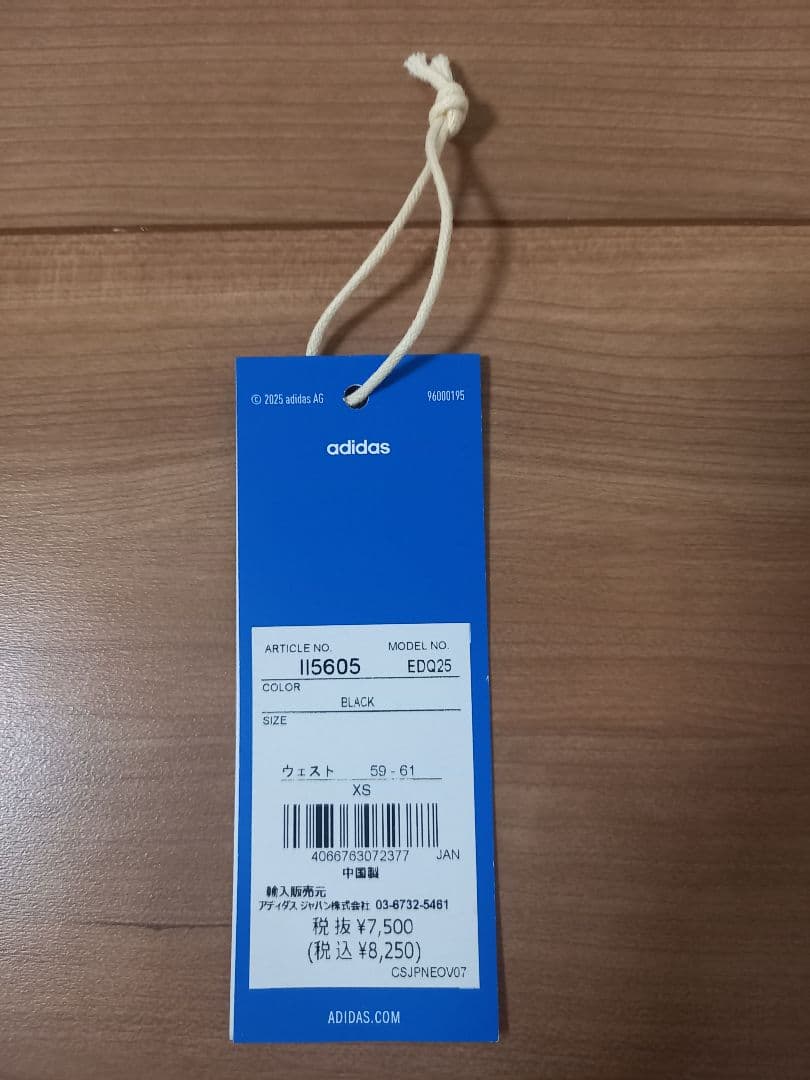 © 2025 adidas AG 96000195
adidas
ARTICLE NO. MODEL NO.
II5605 EDQ25
COLOR
BLACK
SIZE
ウェスト 59 - 61
XS
4066763072377 JAN
中国製
輸入販売元
アディダス ジャパン株式会社 03-6732-5461
税抜 ¥7,500
(税込 ¥8,250)
CSJPNEOV07
ADIDAS.COM